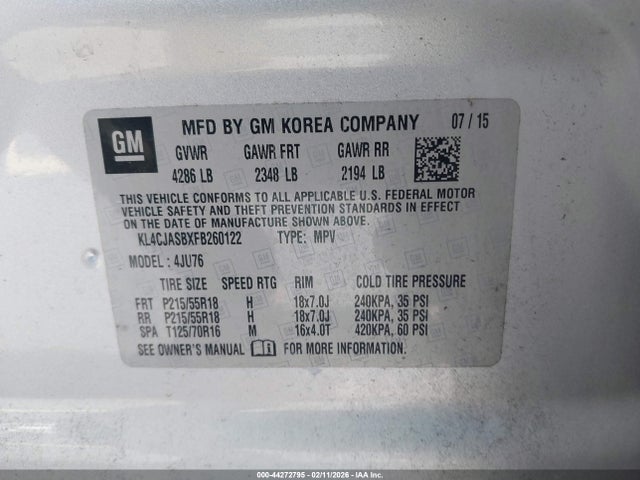 GM MFD BY GM KOREA COMPANY 07 / 15
GVWR GAWR FRT GAWR RR
4286 LB 2348 LB 2194 LB
THIS VEHICLE CONFORMS TO ALL APPLICABLE U.S. FEDERAL MOTOR
VEHICLE SAFETY AND THEFT PREVENTION STANDARDS IN EFFECT
ON THE DATE OF MANUFACTURE SHOWN ABOVE.
KL4CJASBXFB260122 TYPE: MPV
MODEL: 4JU76
TIRE SIZE SPEED RTG RIM COLD TIRE PRESSURE
FRT P215/55R18 H 18x7.0J 240KPA, 35 PSI
RR P215/55R18 H 18x7.0J 240KPA, 35 PSI
SPA T125/70R16 M 16x4.0T 420KPA, 60 PSI
SEE OWNER'S MANUAL FOR MORE INFORMATION.
000-44272795 - 02/11/2026 - IAAI, Inc.